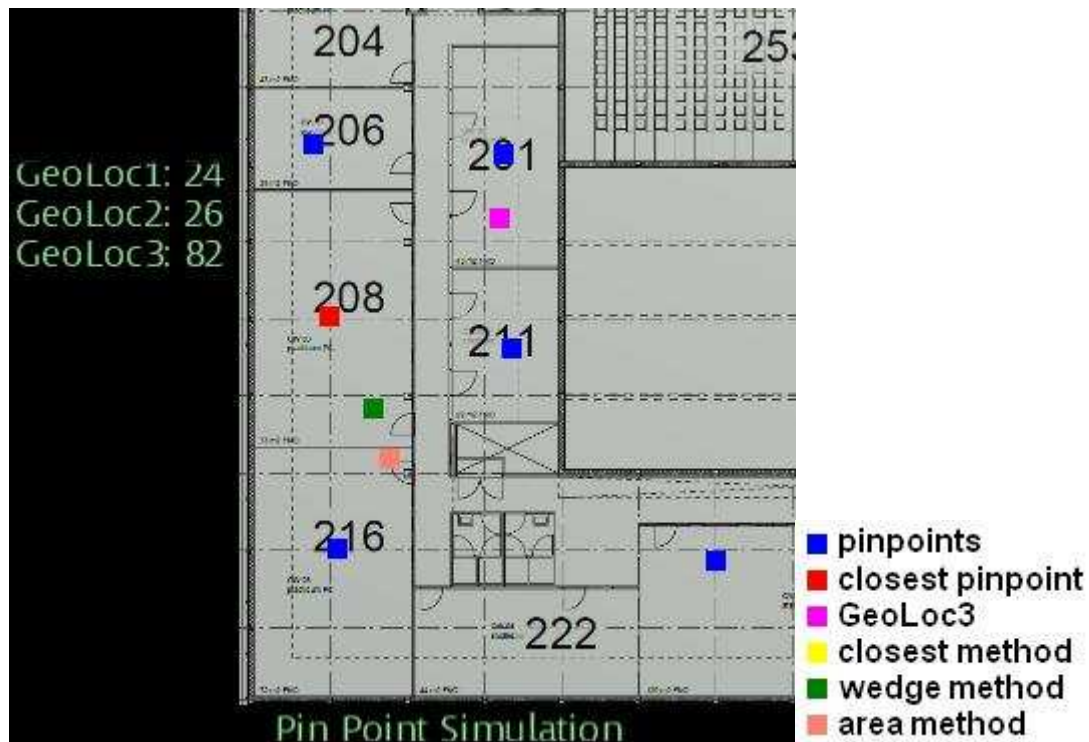 204
253
206
201
GeoLoc1: 24
GeoLoc2: 26
GeoLoc3: 82
208
211
216
222
pinpoints
closest pinpoint
GeoLoc3
closest method
wedge method
area method
Pin Point Simulation